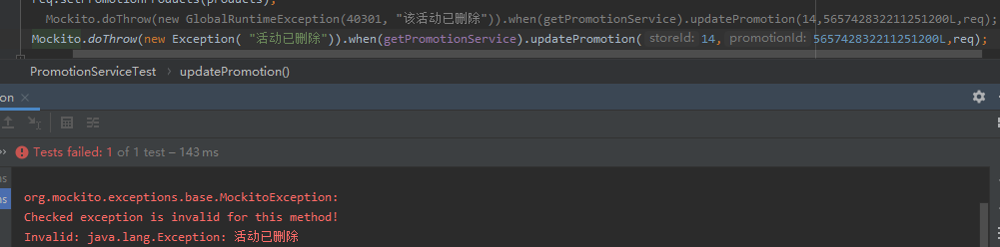 req.setPromotionProducts(products);
Mockito.doThrow(new GlobalRuntimeException(40301, "该活动已删除")).when(getPromotionService).updatePromotion(14,565742832211251200L,req);
Mockito.doThrow(new Exception( "活动已删除")).when(getPromotionService).updatePromotion( storeId: 14, promotionId: 565742832211251200L,req);
PromotionServiceTest › updatePromotion()
on ×
» Tests failed: 1 of 1 test – 143 ms
ms
ms
org.mockito.exceptions.base.MockitoException:
Checked exception is invalid for this method!
Invalid: java.lang.Exception: 活动已删除